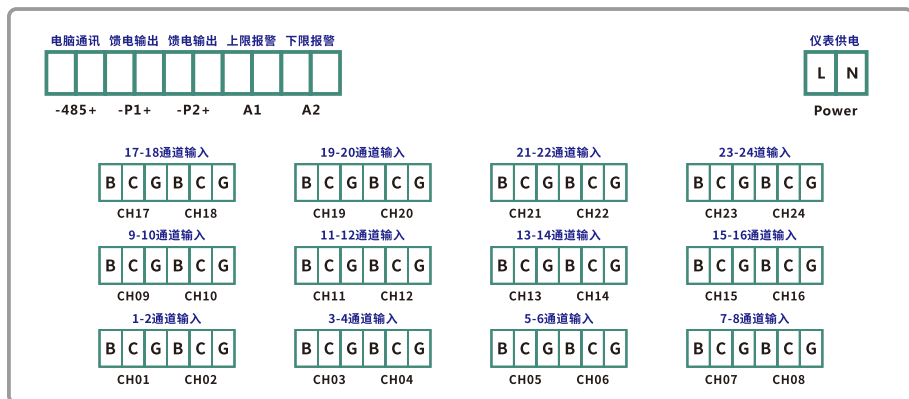 电脑通讯 馈电输出 馈电输出 上限报警 下限报警 仪表供电
L N
-485+ -P1+ -P2+ A1 A2 Power
17-18通道输入 19-20通道输入 21-22通道输入 23-24道输入
B C G B C G B C G B C G B C G B C G B C G B C G
CH17 CH18 CH19 CH20 CH21 CH22 CH23 CH24
9-10通道输入 11-12通道输入 13-14通道输入 15-16通道输入
B C G B C G B C G B C G B C G B C G B C G B C G
CH09 CH10 CH11 CH12 CH13 CH14 CH15 CH16
1-2通道输入 3-4通道输入 5-6通道输入 7-8通道输入
B C G B C G B C G B C G B C G B C G B C G B C G
CH01 CH02 CH03 CH04 CH05 CH06 CH07 CH08